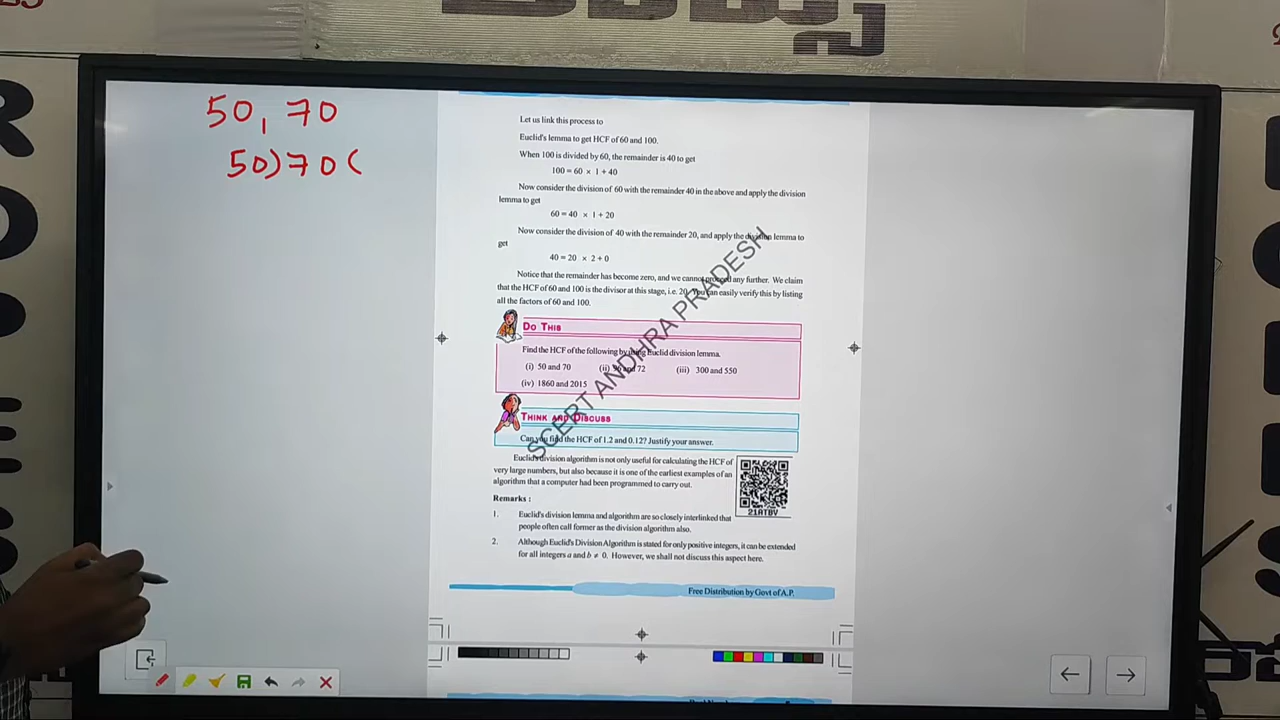 50, 70
50)70(
Let us link this process to
Euclid's lemma to get HCF of 60 and 100.
When 100 is divided by 60, the remainder is 40 to get
100 = 60 × 1 + 40
Now consider the division of 60 with the remainder 40 in the above and apply the division
lemma to get
60 = 40 × 1 + 20
Now consider the division of 40 with the remainder 20, and apply the division lemma to
get
40 = 20 × 2 + 0
Notice that the remainder has become zero, and we cannot proceed any further. We claim
that the HCF of 60 and 100 is the divisor at this stage, i.e. 20. You can easily verify this by listing
all the factors of 60 and 100.
DO THIS
Find the HCF of the following by using Euclid division lemma.
(i) 50 and 70 (ii) 96 and 72 (iii) 300 and 550
(iv) 1860 and 2015
THINK AND DISCUSS
Can you find the HCF of 1.2 and 0.12? Justify your answer.
Euclid's division algorithm is not only useful for calculating the HCF of
very large numbers, but also because it is one of the earliest examples of an
algorithm that a computer had been programmed to carry out.
21ATBV
Remarks :
1. Euclid's division lemma and algorithm are so closely interlinked that
people often call former as the division algorithm also.
2. Although Euclid's Division Algorithm is stated for only positive integers, it can be extended
for all integers a and b ≠ 0. However, we shall not discuss this aspect here.
Free Distribution by Govt of A.P.
SCERT ANDHRA PRADESH